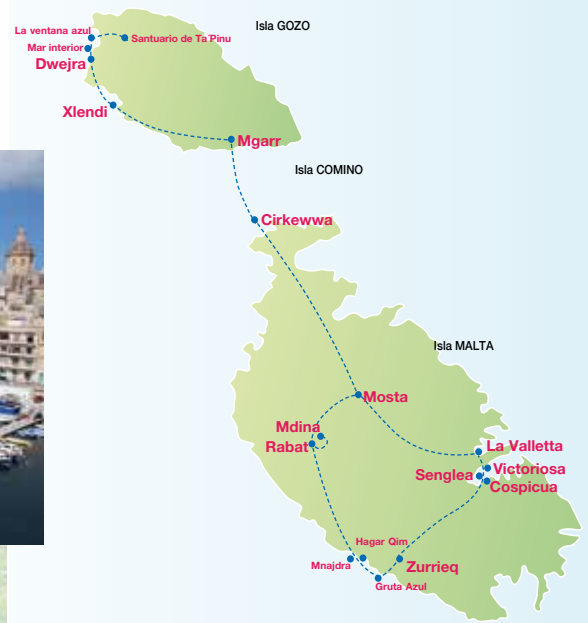 Isla GOZO
La ventana azul
Santuario de Ta'Pinu
Mar interior
Dwejra
Xlendi
Mgarr
Isla COMINO
Cirkewwa
Isla MALTA
Mosta
Mdina
Rabat
La Valletta
Victoriosa
Senglea
Cospicua
Hagar Qim
Mnajdra
Zurrieq
Gruta Azul